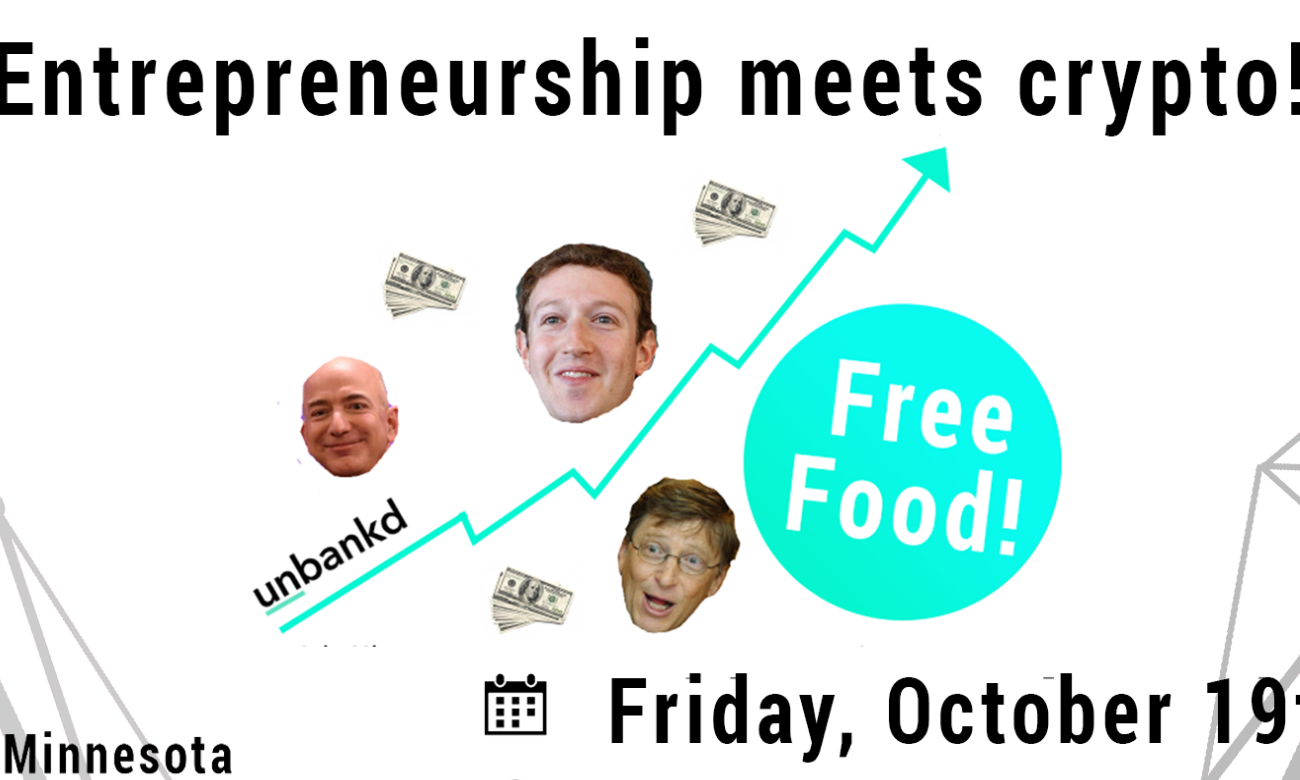 Entrepreneurship meets crypto!
Free
Food!
unbankd
Friday, October 19
Minnesota